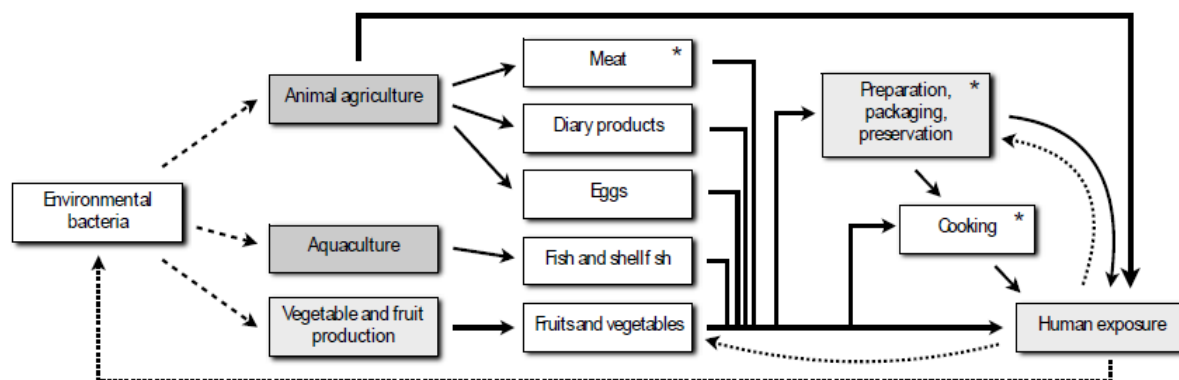 Meat *
Animal agriculture
Preparation, *
packaging,
preservation
Diary products
Environmental
bacteria
Eggs
Aquaculture
Cooking *
Fish and shellf sh
Vegetable and fruit
production
Fruits and vegetables
Human exposure